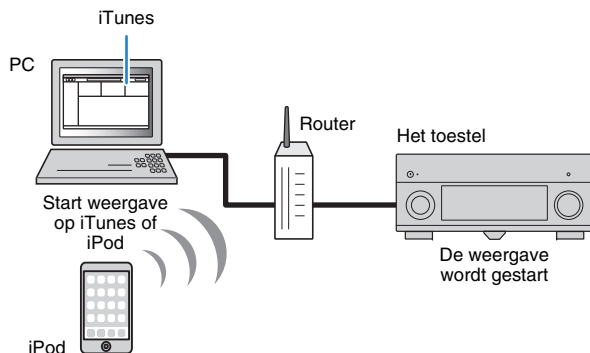 iTunes
PC
Router
Het toestel
Start weergave
op iTunes of
iPod
De weergave
wordt gestart
iPod